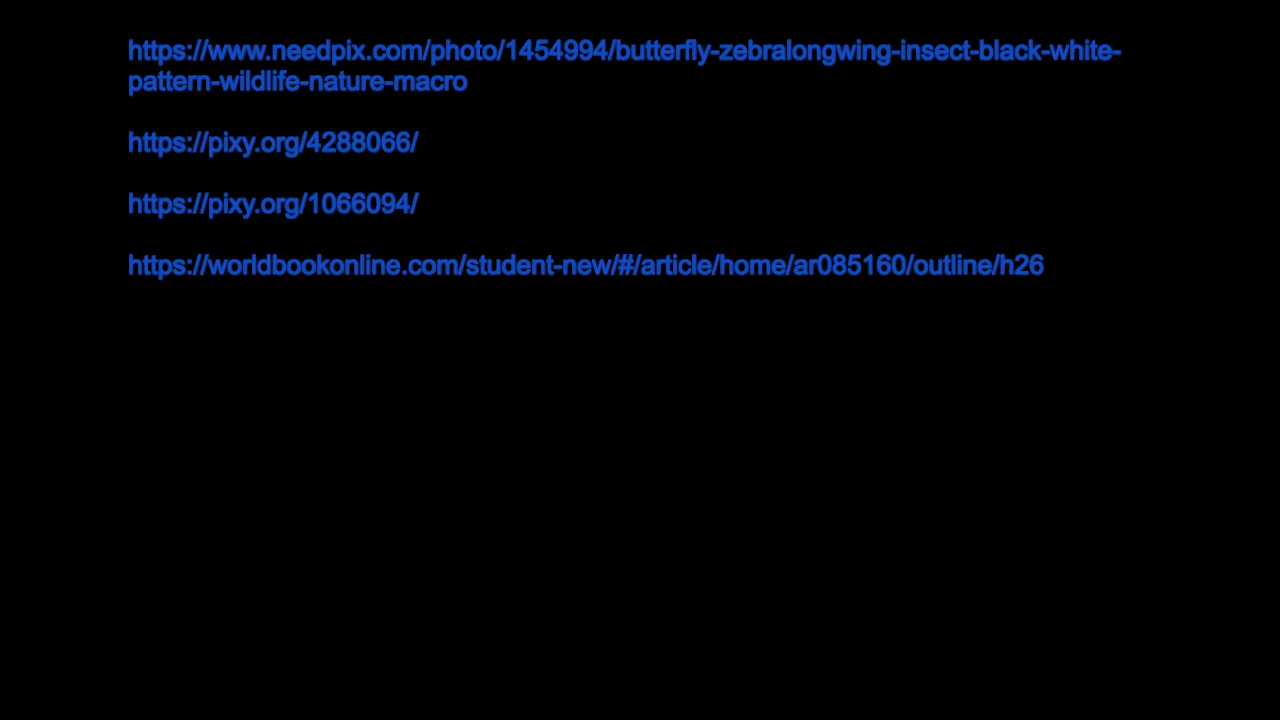 https://www.needpix.com/photo/1454994/butterfly-zebralongwing-insect-black-white-
pattern-wildlife-nature-macro
https://pixy.org/4288066/
https://pixy.org/1066094/
https://worldbookonline.com/student-new/#/article/home/ar085160/outline/h26